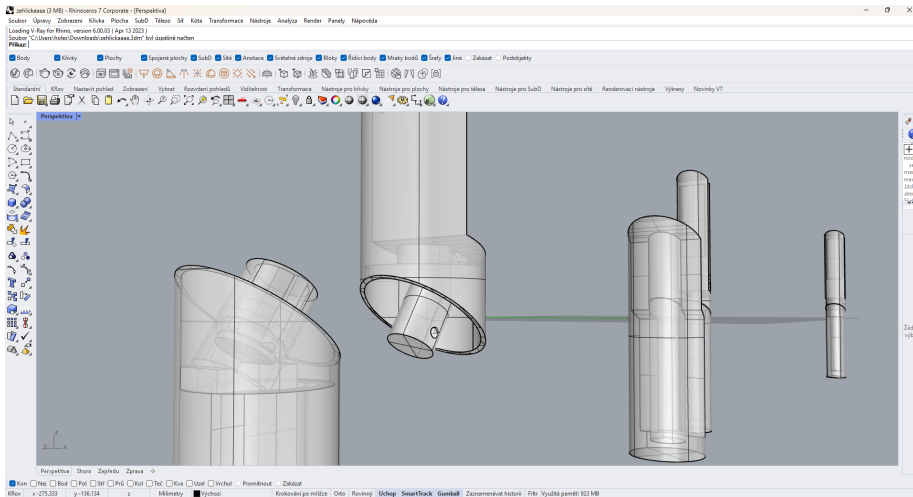 zehlickaaaa (3 MB) - Rhinoceros 7 Corporate - [Perspektiva]
Soubor Úpravy Zobrazení Křivka Plocha SubD Těleso Síť Kóta Transformace Nástroje Analýza Render Panely Nápověda
Loading V-Ray for Rhino, version 6.00.03 ( Apr 13 2023 )
Soubor "C:\Users\holes\Downloads\zehlickaaaa.3dm" byl úspěšně načten
Příkaz:
Body Křivky Plochy Spojené plochy SubD Sítě Anotace Světelné zdroje Bloky Řídicí body Mraky bodů Šrafy Jiné Zakázat Podobjekty
Standardní KRov Nastavit pohled Zobrazení Vybrat Rozvržení pohledů Viditelnost Transformace Nástroje pro křivky Nástroje pro plochy Nástroje pro tělesa Nástroje pro SubD Nástroje pro sítě Renderovací nástroje Výkresy Novinky V7
Perspektiva
z
y x
Perspektiva Shora Zepředu Zprava
Kon Nej Bod Pol Stř Prů Kol Teč Kva Uzel Vrchol Promítnout Zakázat
KRov x -275.333 y -136.134 z Milimetry Výchozí Krokování po mřížce Orto Rovinný Uchop SmartTrack Gumball Zaznamenávat historii Filtr Využitá paměť: 923 MB